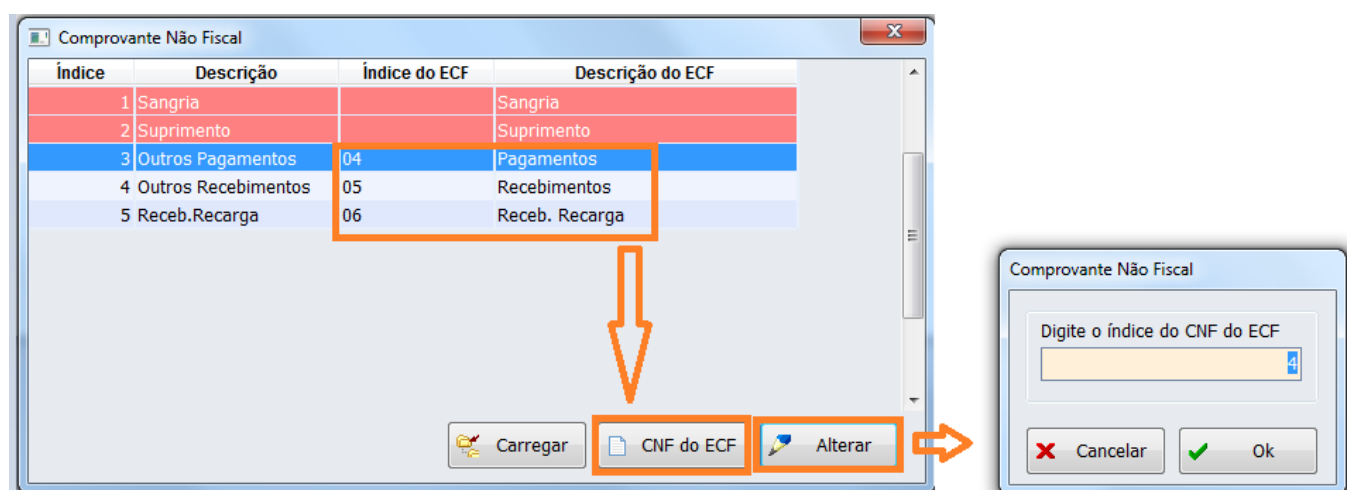 Comprovante Não Fiscal
Índice Descrição Índice do ECF Descrição do ECF
1 Sangria Sangria
2 Suprimento Suprimento
3 Outros Pagamentos 04 Pagamentos
4 Outros Recebimentos 05 Recebimentos
5 Receb.Recarga 06 Receb. Recarga
Carregar CNF do ECF Alterar
Comprovante Não Fiscal
Digite o índice do CNF do ECF
4
Cancelar Ok